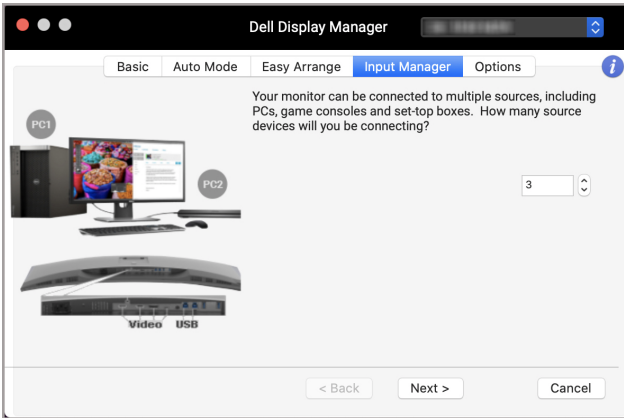 Dell Display Manager
Basic Auto Mode Easy Arrange Input Manager Options
Your monitor can be connected to multiple sources, including
PCs, game consoles and set-top boxes. How many source
devices will you be connecting?
PC1
PC2
3
Video USB
< Back Next > Cancel